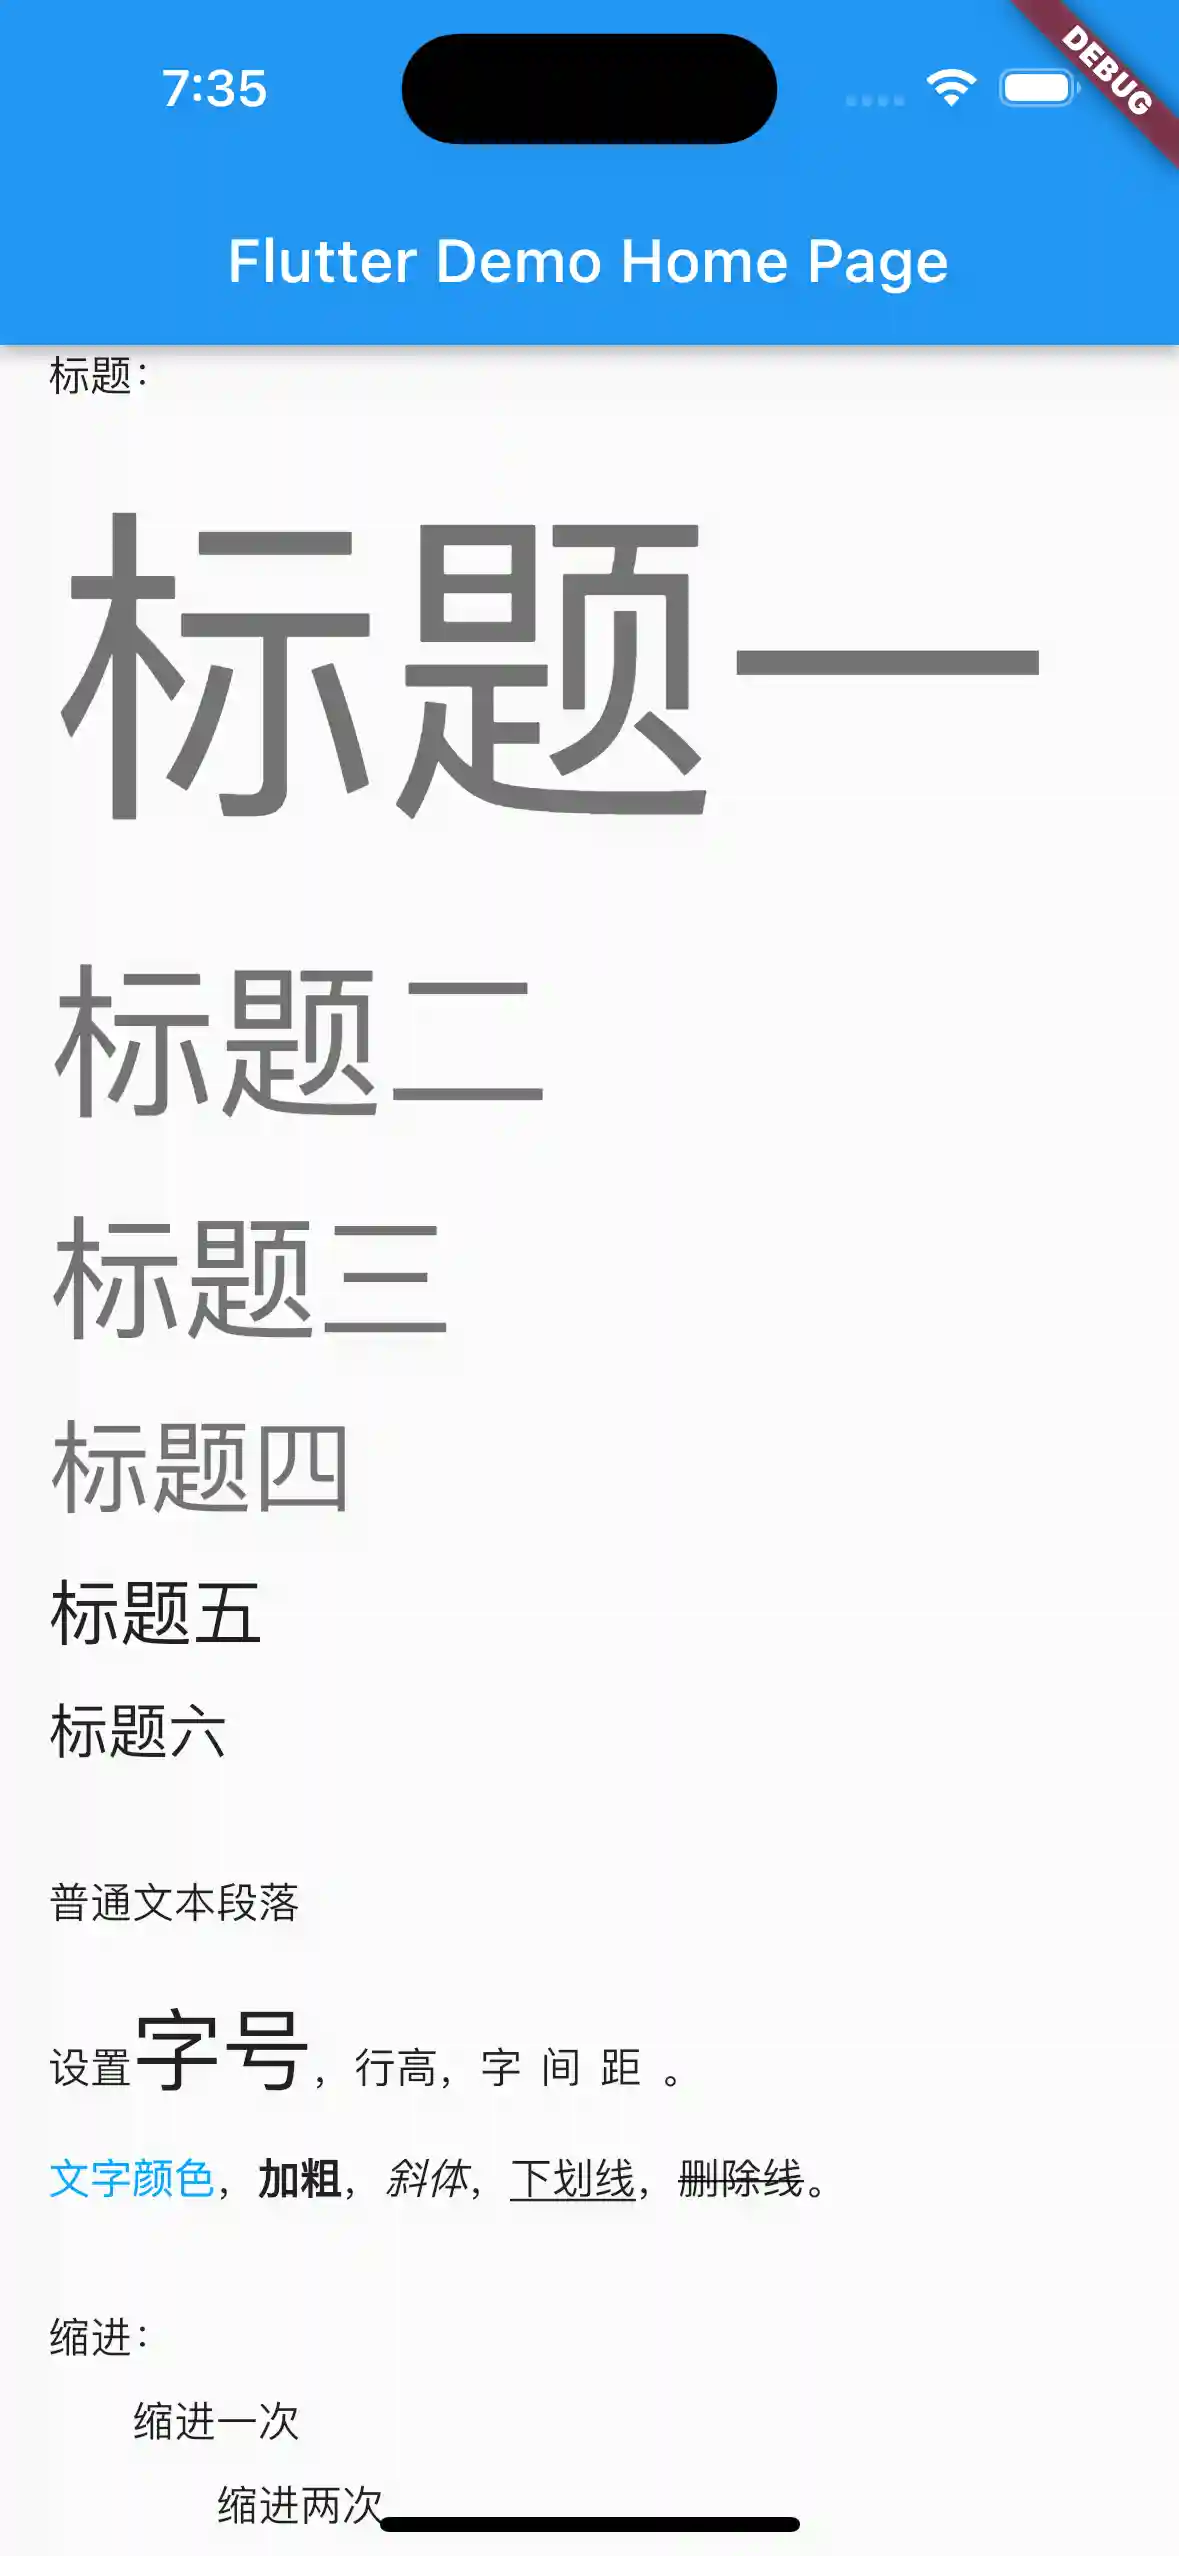 7:35
DEBUG
Flutter Demo Home Page
标题：
标题一
标题二
标题三
标题四
标题五
标题六
普通文本段落
设置字号，行高，字 间 距 。
文字颜色，加粗，斜体，下划线，删除线。
缩进：
缩进一次
缩进两次